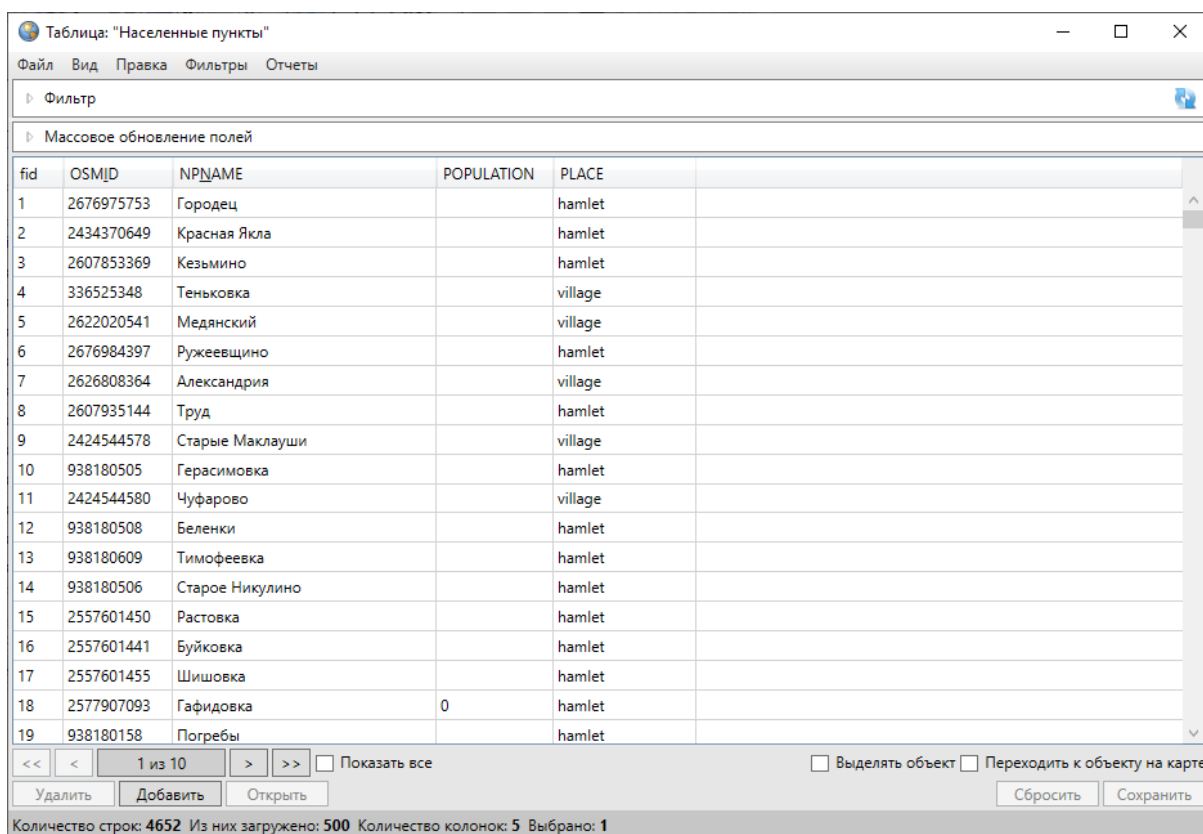 Таблица: "Населенные пункты"
Файл Вид Правка Фильтры Отчеты
Фильтр
Массовое обновление полей
fid OSMID NPNAME POPULATION PLACE
1 2676975753 Городец hamlet
2 2434370649 Красная Якла hamlet
3 2607853369 Кезьмино hamlet
4 336525348 Теньковка village
5 2622020541 Медянский village
6 2676984397 Ружеевщино hamlet
7 2626808364 Александрия village
8 2607935144 Труд hamlet
9 2424544578 Старые Маклауши village
10 938180505 Герасимовка hamlet
11 2424544580 Чуфарово village
12 938180508 Беленки hamlet
13 938180609 Тимофеевка hamlet
14 938180506 Старое Никулино hamlet
15 2557601450 Растовка hamlet
16 2557601441 Буйковка hamlet
17 2557601455 Шишовка hamlet
18 2577907093 Гафидовка 0 hamlet
19 938180158 Погребы hamlet
<< < 1 из 10 > >> Показать все Выделять объект Переходить к объекту на карте
Удалить Добавить Открыть Сбросить Сохранить
Количество строк: 4652 Из них загружено: 500 Количество колонок: 5 Выбрано: 1